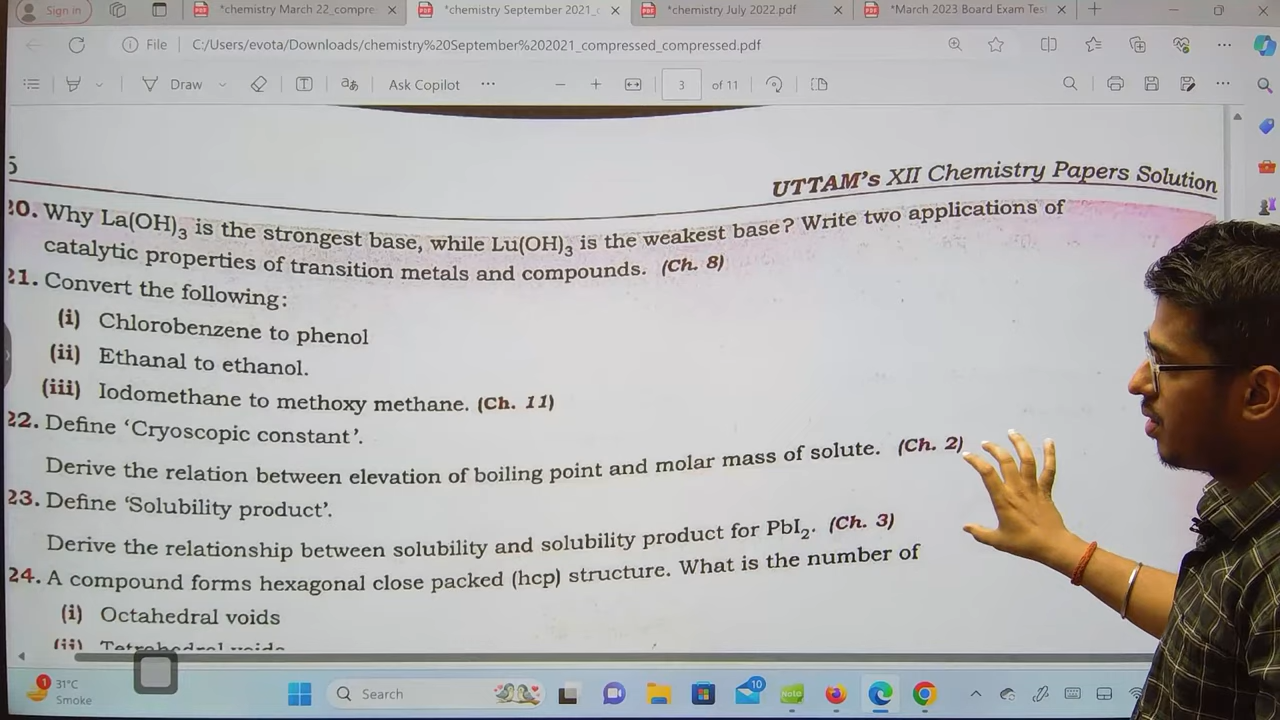 Sign in
*chemistry March 22_compre
*chemistry September 2021_c
*chemistry July 2022.pdf
*March 2023 Board Exam Test
File C:/Users/evota/Downloads/chemistry%20September%202021_compressed_compressed.pdf
Draw
Ask Copilot
3 of 11
5
UTTAM's XII Chemistry Papers Solution
20. Why La(OH)₃ is the strongest base, while Lu(OH)₃ is the weakest base? Write two applications of
catalytic properties of transition metals and compounds. (Ch. 8)
21. Convert the following:
(i) Chlorobenzene to phenol
(ii) Ethanal to ethanol.
(iii) Iodomethane to methoxy methane. (Ch. 11)
22. Define 'Cryoscopic constant'.
Derive the relation between elevation of boiling point and molar mass of solute. (Ch. 2)
23. Define 'Solubility product'.
Derive the relationship between solubility and solubility product for PbI₂. (Ch. 3)
24. A compound forms hexagonal close packed (hcp) structure. What is the number of
(i) Octahedral voids
(ii) Tetrahedral voids
1
31°C
Smoke
Search
10
Nota